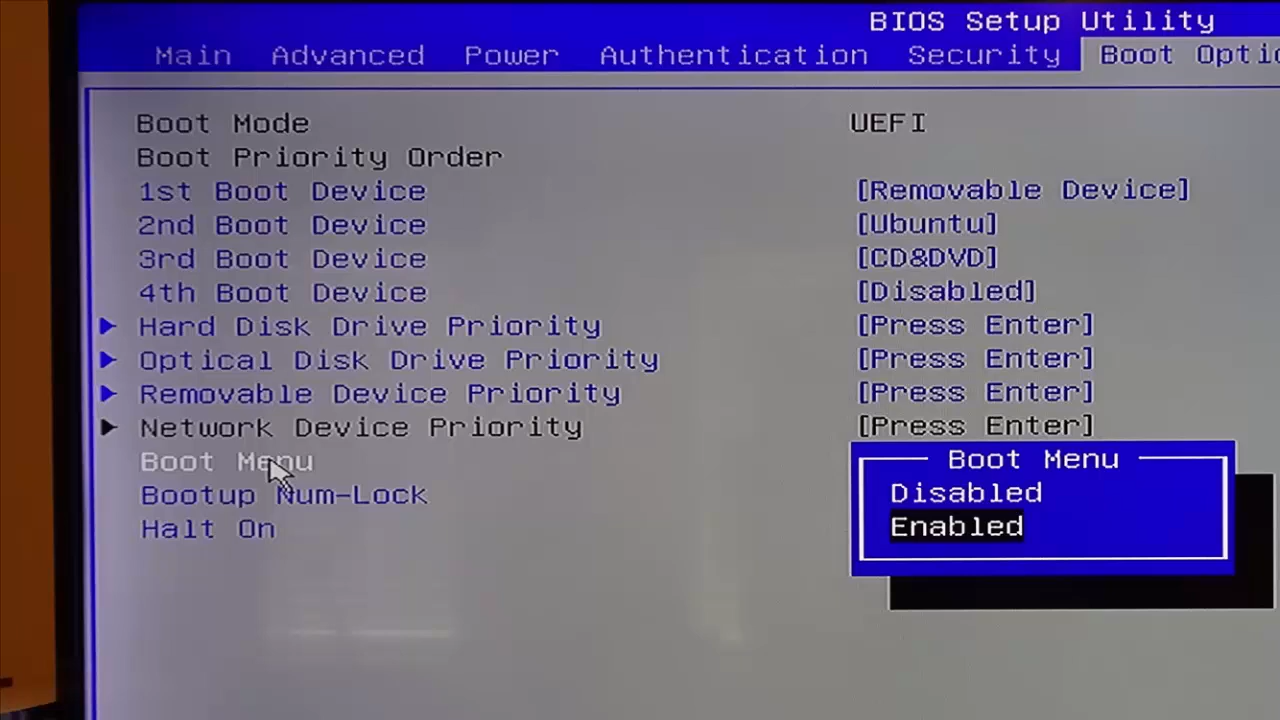 BIOS Setup Utility
Main Advanced Power Authentication Security Boot
Boot Mode UEFI
Boot Priority Order
1st Boot Device [Removable Device]
2nd Boot Device [Ubuntu]
3rd Boot Device [CD&DVD]
4th Boot Device [Disabled]
Hard Disk Drive Priority [Press Enter]
Optical Disk Drive Priority [Press Enter]
Removable Device Priority [Press Enter]
Network Device Priority [Press Enter]
Boot Menu
Bootup Num-Lock
Halt On
Boot Menu
Disabled
Enabled